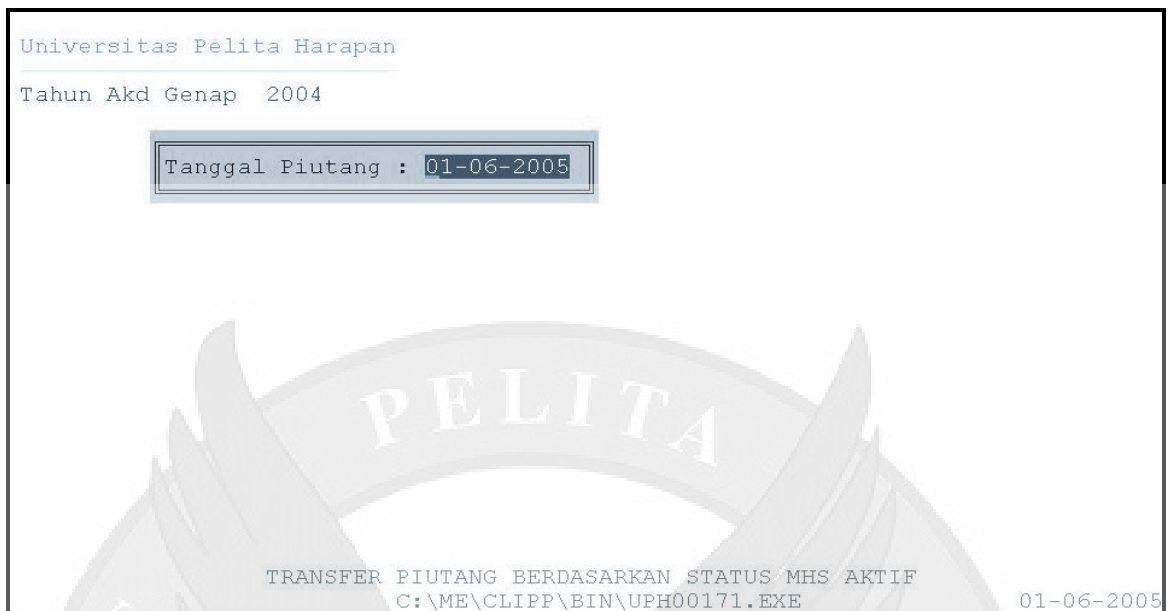 Universitas Pelita Harapan
Tahun Akd Genap 2004
Tanggal Piutang : 01-06-2005
PELITA
TRANSFER PIUTANG BERDASARKAN STATUS MHS AKTIF
C:\ME\CLIPP\BIN\UPH00171.EXE 01-06-2005